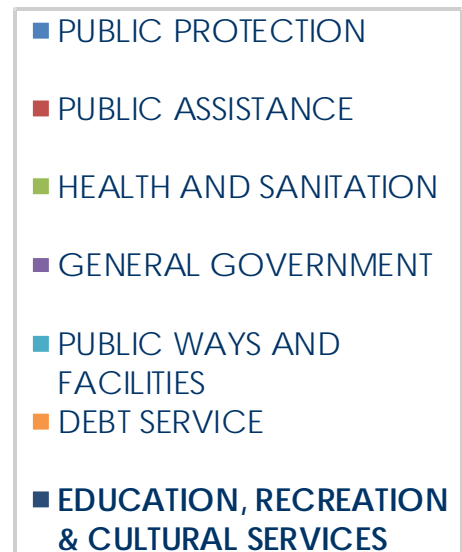 PUBLIC PROTECTION
PUBLIC ASSISTANCE
HEALTH AND SANITATION
GENERAL GOVERNMENT
PUBLIC WAYS AND
FACILITIES
DEBT SERVICE
EDUCATION, RECREATION
& CULTURAL SERVICES